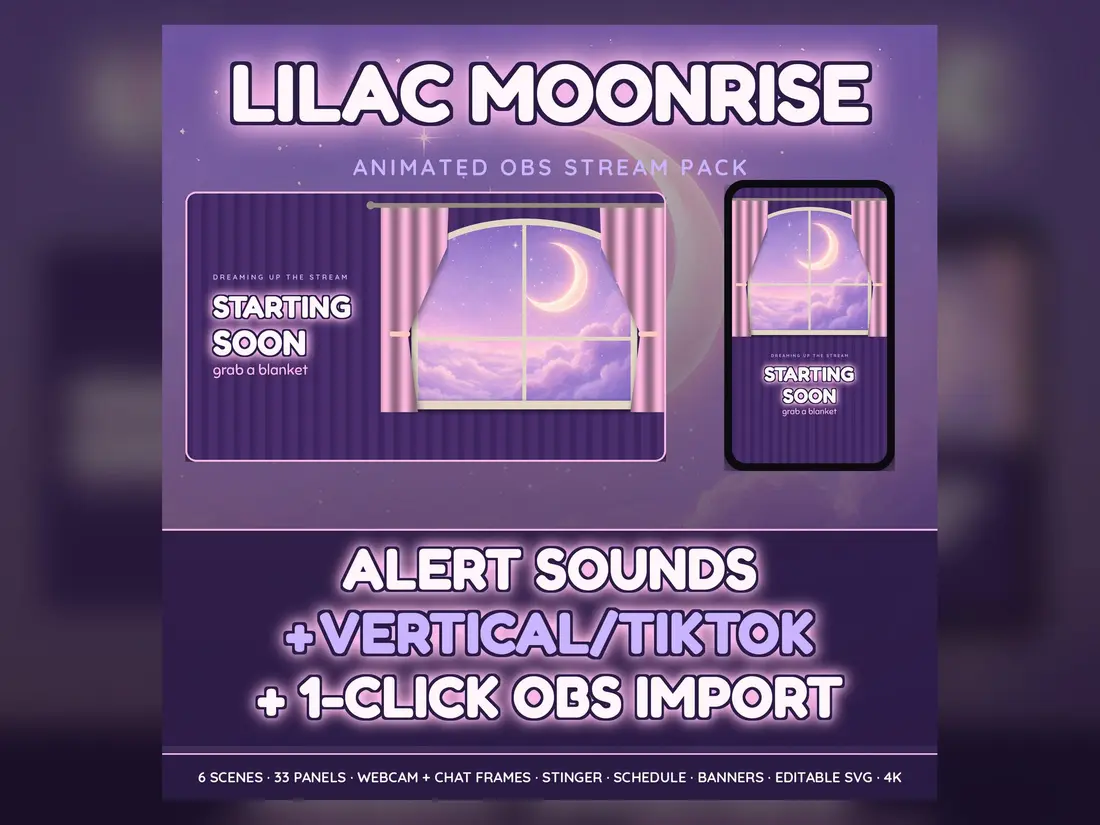 LILAC MOONRISE
ANIMATED OBS STREAM PACK
DREAMING UP THE STREAM
STARTING
SOON
grab a blanket
DREAMING UP THE STREAM
STARTING
SOON
grab a blanket
ALERT SOUNDS
+VERTICAL/TIKTOK
+ 1-CLICK OBS IMPORT
6 SCENES · 33 PANELS · WEBCAM + CHAT FRAMES · STINGER · SCHEDULE · BANNERS · EDITABLE SVG · 4K